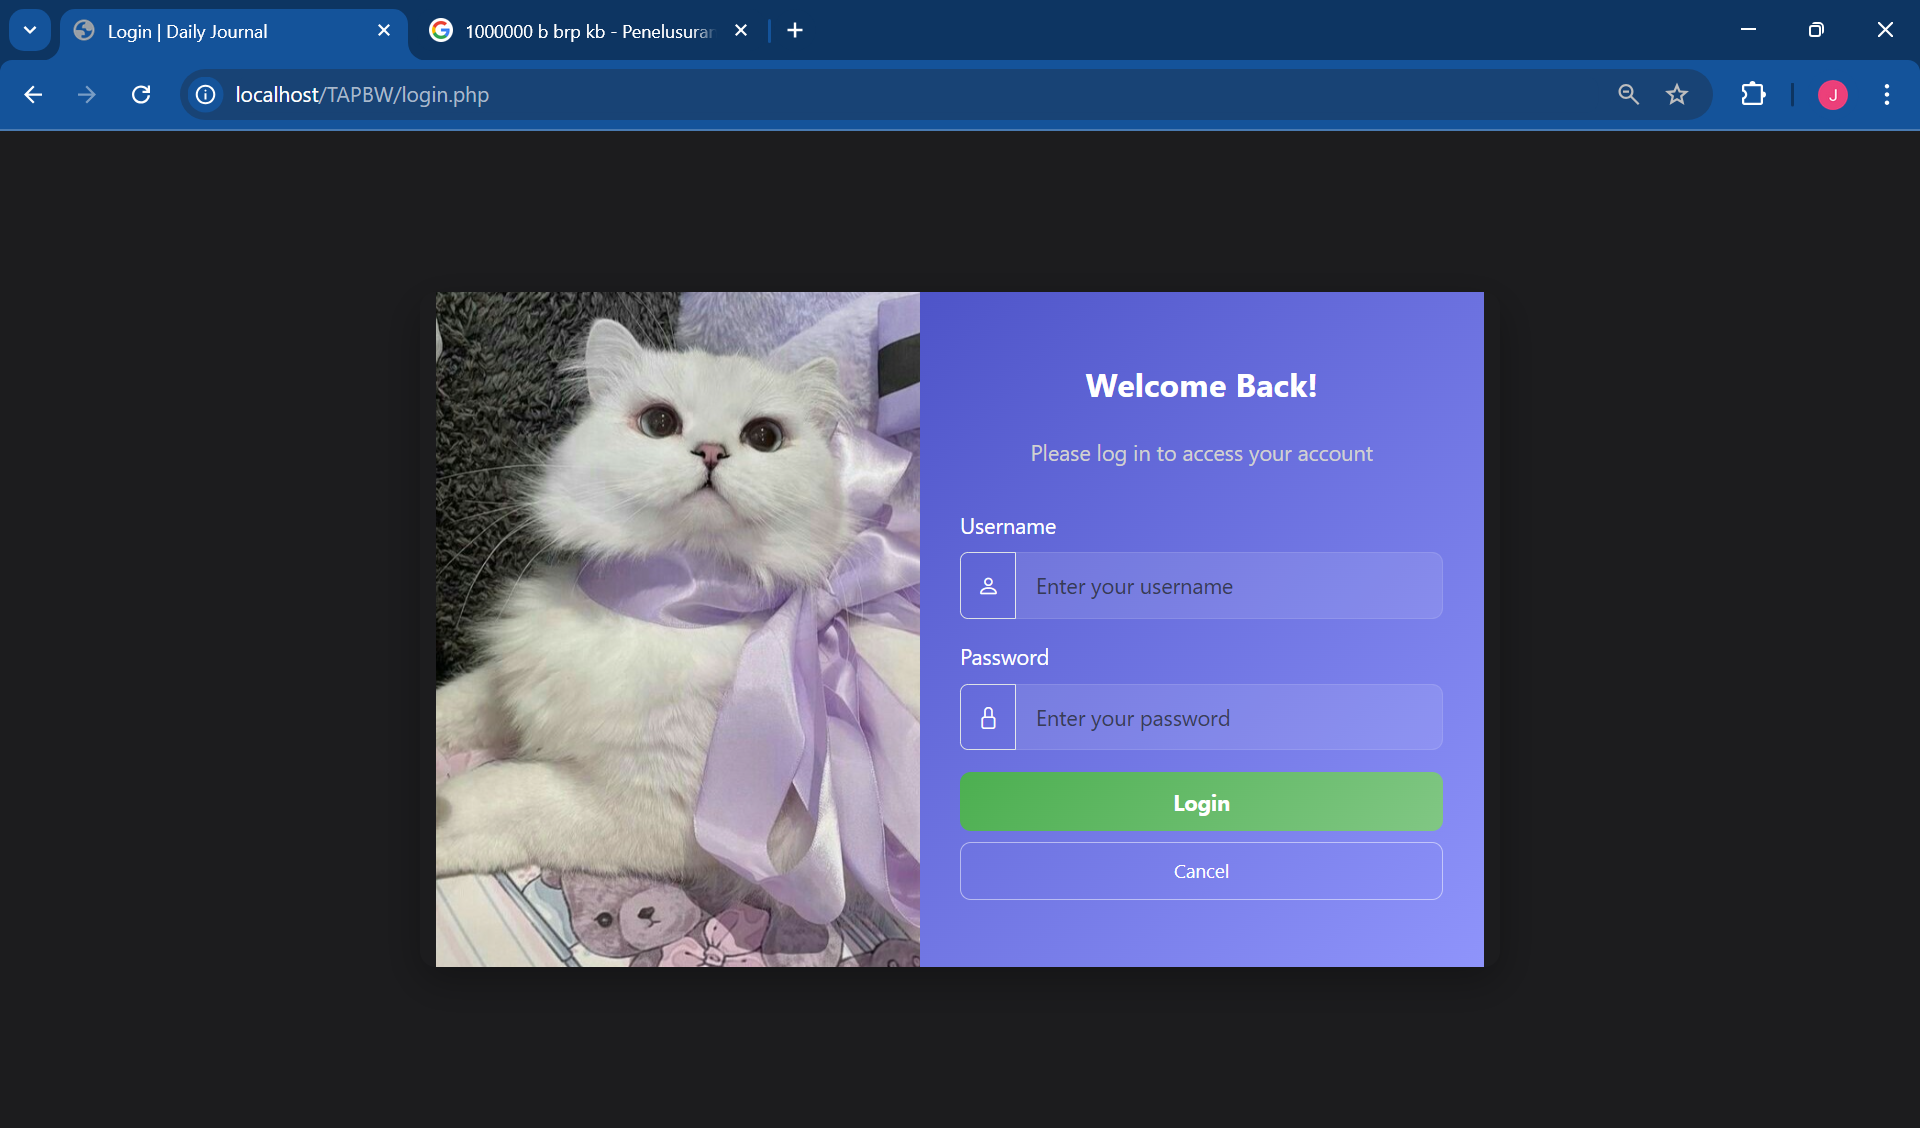 Login | Daily Journal
1000000 b brp kb - Penelusuran
localhost/TAPBW/login.php
J
Welcome Back!
Please log in to access your account
Username
Enter your username
Password
Enter your password
Login
Cancel